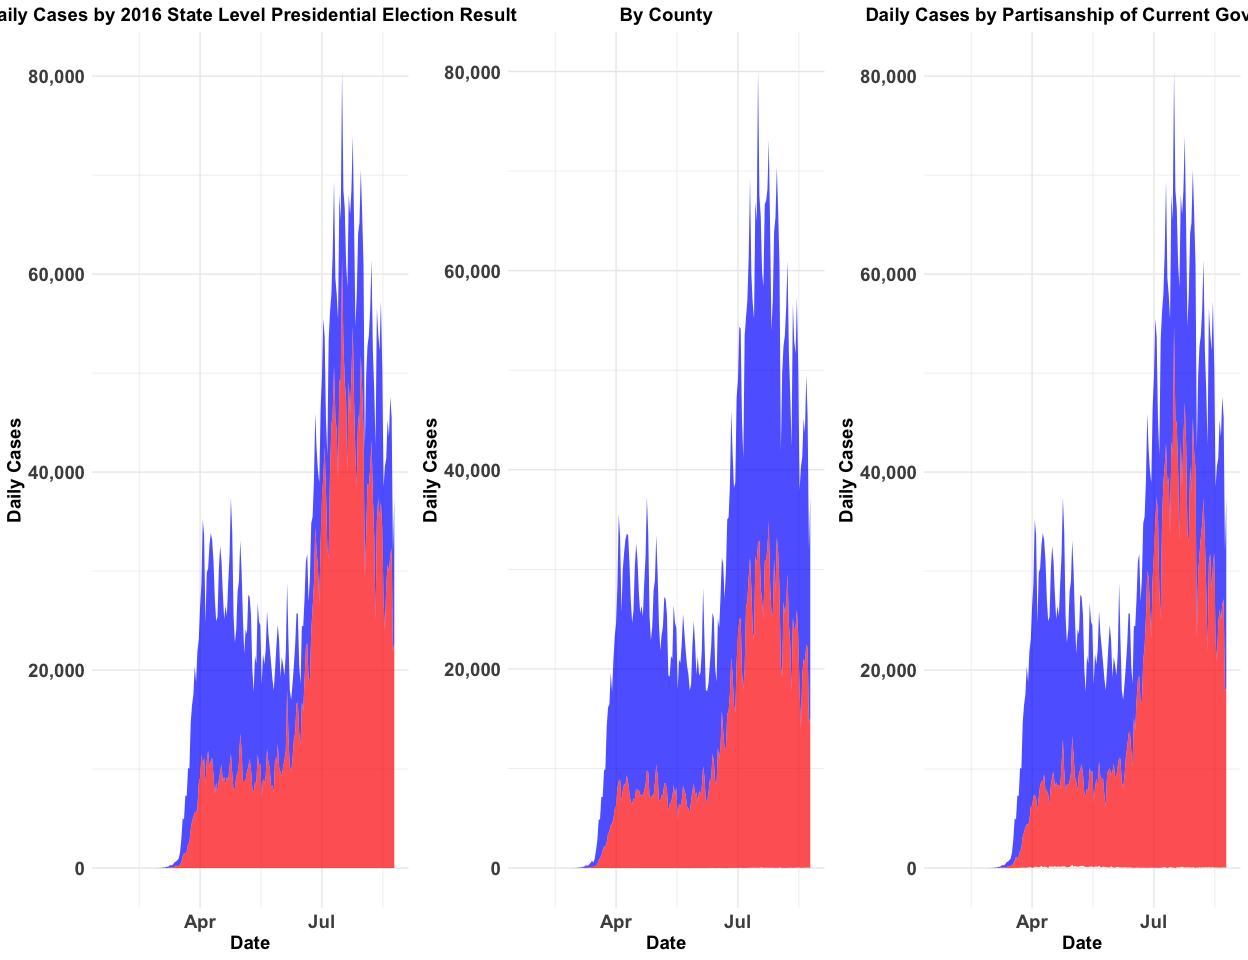 aily Cases by 2016 State Level Presidential Election Result
By County
Daily Cases by Partisanship of Current Gov
80,000
60,000
40,000
20,000
0
Daily Cases
Apr
Jul
Date
80,000
60,000
40,000
20,000
0
Daily Cases
Apr
Jul
Date
80,000
60,000
40,000
20,000
0
Daily Cases
Apr
Jul
Date